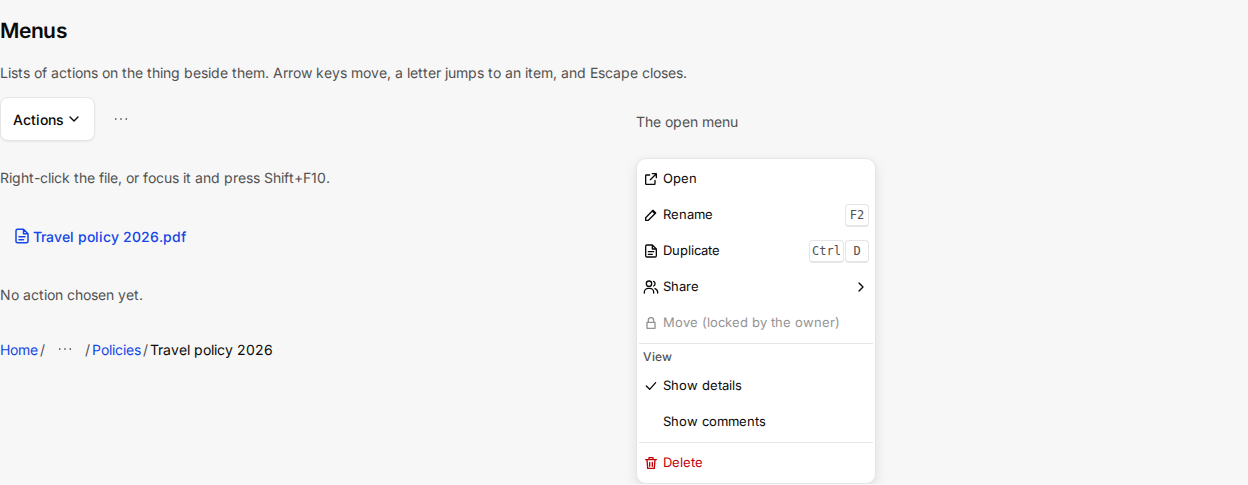 Menus
Lists of actions on the thing beside them. Arrow keys move, a letter jumps to an item, and Escape closes.
Actions
···
Right-click the file, or focus it and press Shift+F10.
Travel policy 2026.pdf
No action chosen yet.
Home / ··· / Policies / Travel policy 2026
The open menu
Open
Rename F2
Duplicate Ctrl D
Share
Move (locked by the owner)
View
Show details
Show comments
Delete